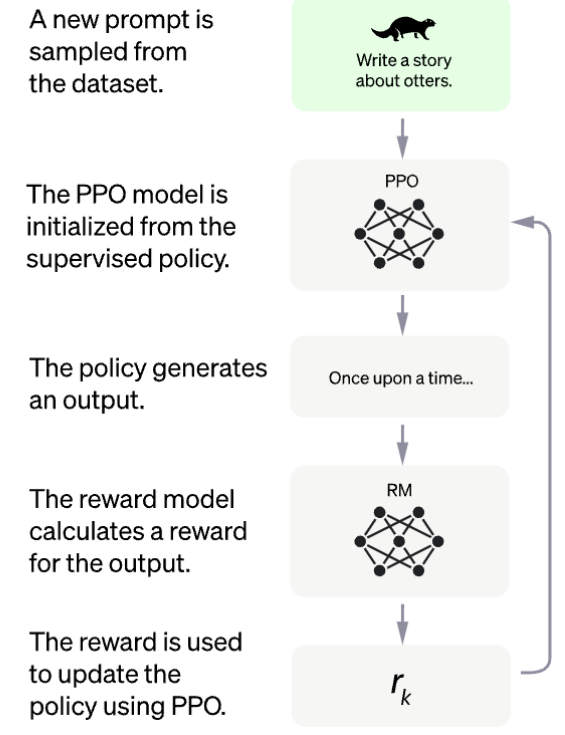 A new prompt is
sampled from
the dataset.
Write a story
about otters.
The PPO model is
initialized from the
supervised policy.
PPO
The policy generates
an output.
Once upon a time...
The reward model
calculates a reward
for the output.
RM
The reward is used
to update the
policy using PPO.
r_k